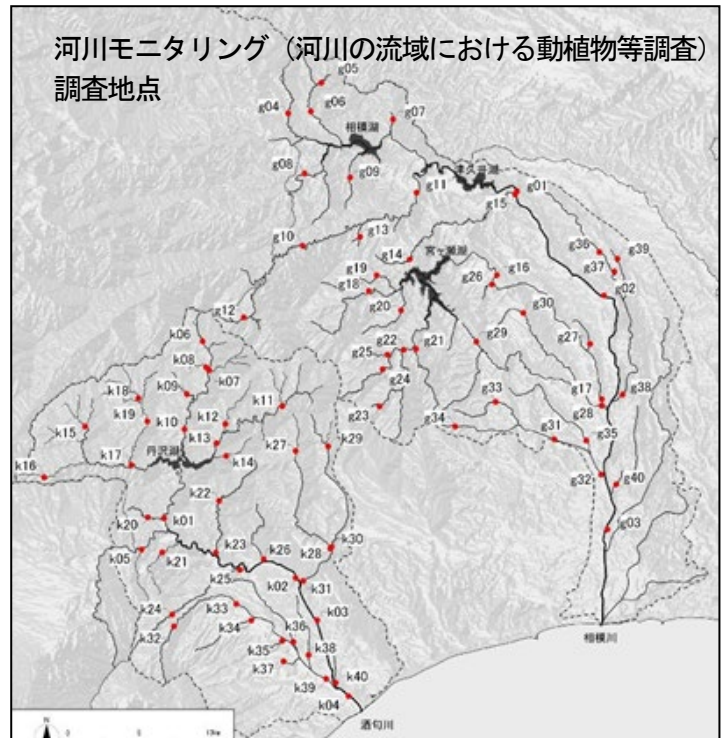 河川モニタリング（河川の流域における動植物等調査）
調査地点
g05
g04
g06
g07
相模湖
g08
g09
津久井湖
g11
g01
g15
g10
g13
g14
宮ヶ瀬湖
g36
g39
g37
g19
g18
g26
g16
g02
g12
g20
g30
k06
g22
g21
g29
g27
k08
k07
g25
g24
k18
k09
k11
g33
g17
g38
k19
k12
g23
g28
k15
k10
k13
g34
g31
g35
k17
丹沢湖
k14
k27
k29
k16
g32
g40
k22
k20
k01
g03
k05
k21
k23
k26
k28
k30
k25
k02
k31
k24
k33
k03
k32
k34
k36
相模川
k35
k38
k37
k39
k40
k04
酒匂川
N
0